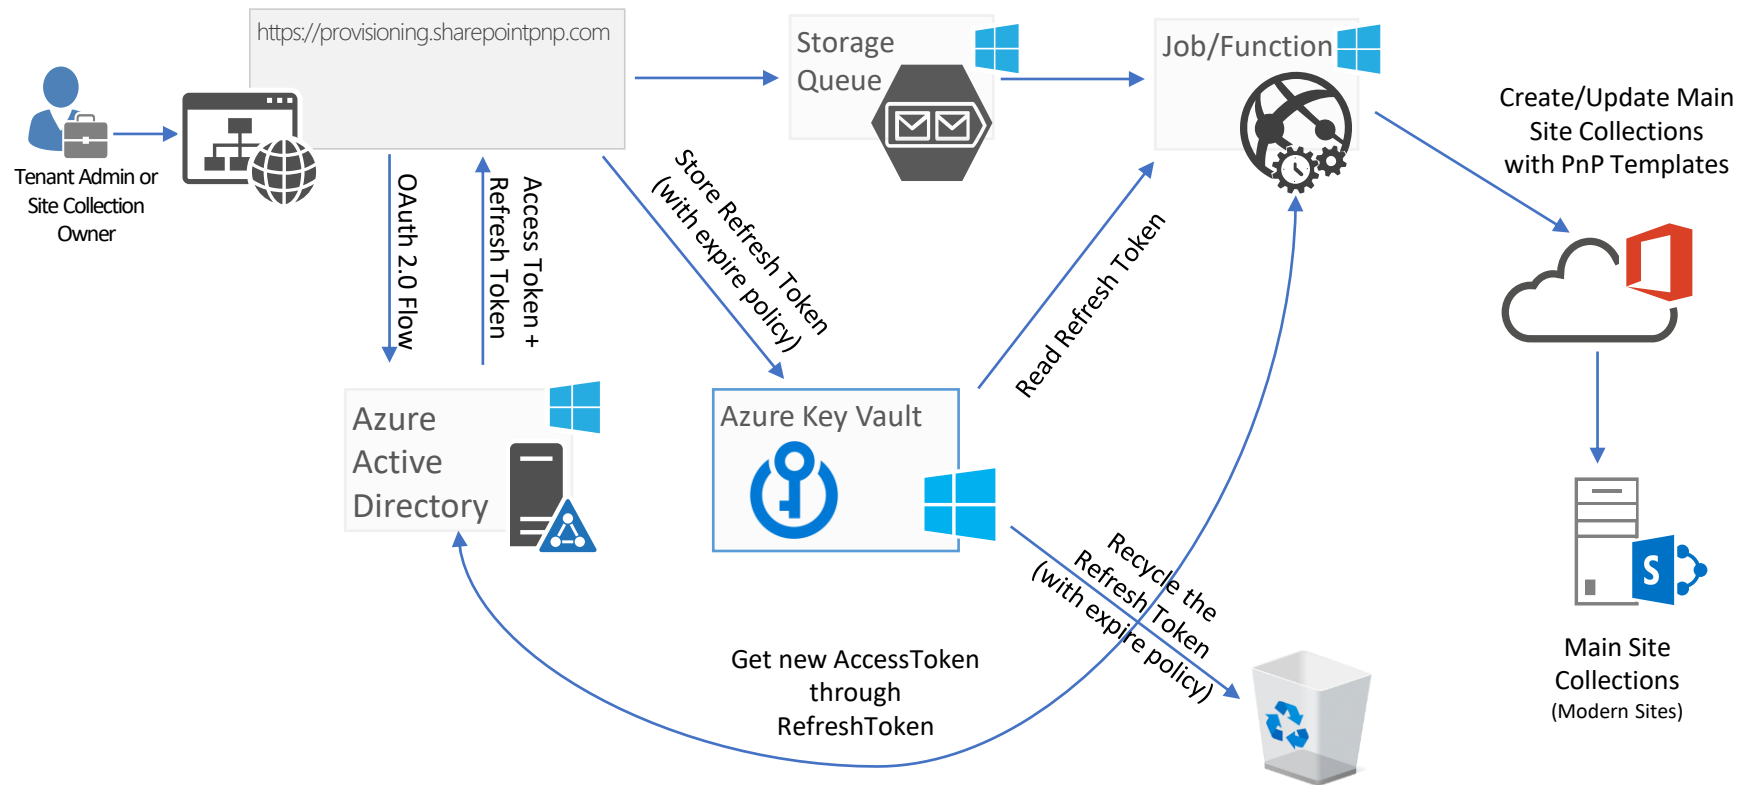 https://provisioning.sharepointpnp.com
Storage
Queue
Job/Function
Create/Update Main
Site Collections
with PnP Templates
Tenant Admin or
Site Collection
Owner
OAuth 2.0 Flow
Access Token +
Refresh Token
Store Refresh Token
(with expire policy)
Read Refresh Token
Azure
Active
Directory
Azure Key Vault
Recycle the
Refresh Token
(with expire policy)
Get new AccessToken
through
RefreshToken
S
Main Site
Collections
(Modern Sites)